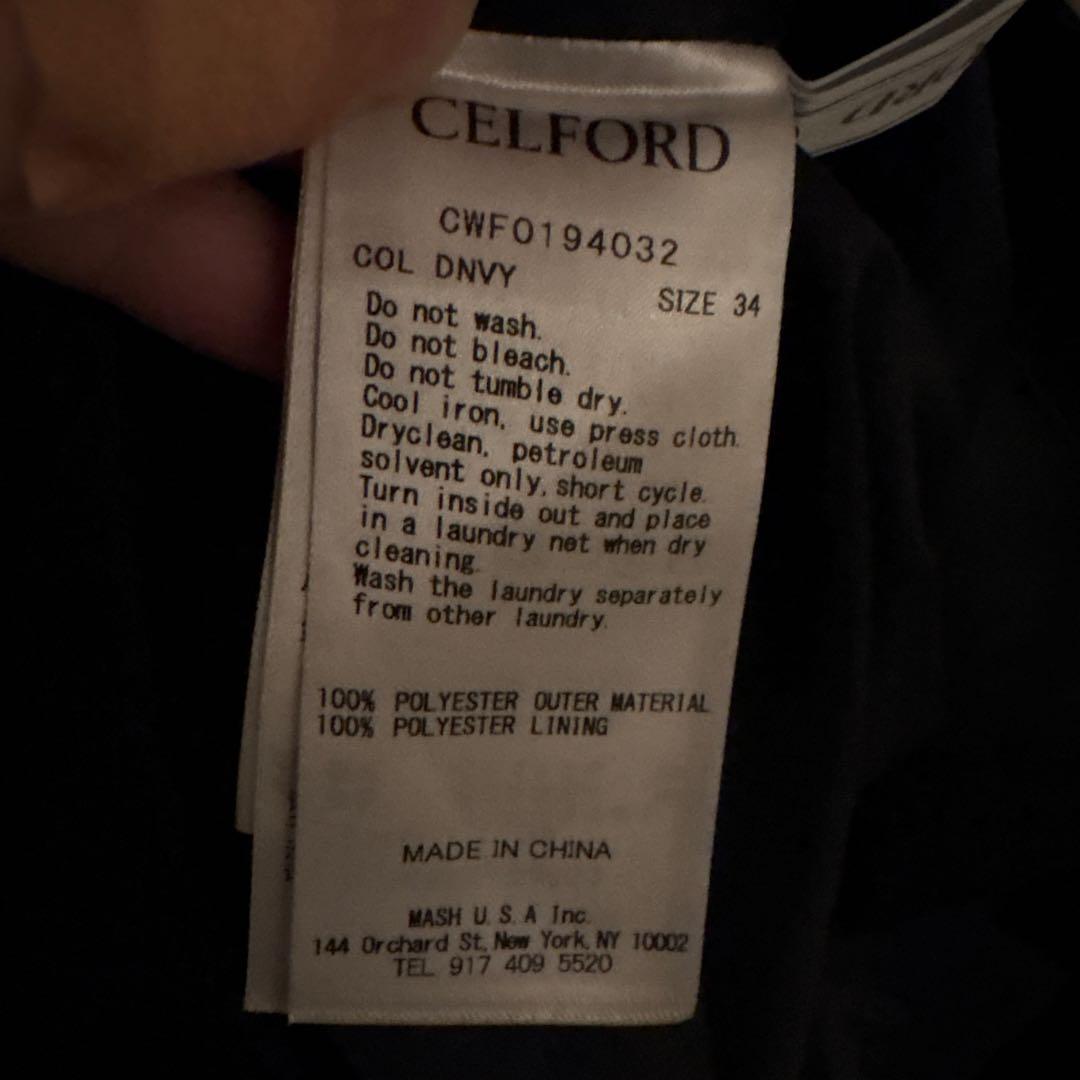 CELFORD
CWFO194032
COL DNVY
SIZE 34
Do not wash.
Do not bleach.
Do not tumble dry.
Cool iron, use press cloth.
Dryclean, petroleum
solvent only, short cycle.
Turn inside out and place
in a laundry net when dry
cleaning.
Wash the laundry separately
from other laundry.
100% POLYESTER OUTER MATERIAL
100% POLYESTER LINING
MADE IN CHINA
MASH U.S.A Inc.
144 Orchard St, New York, NY 10002
TEL 917 409 5520